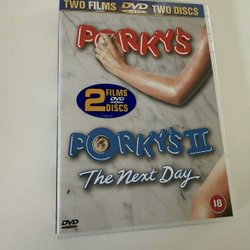 TWO FILMS DVD TWO DISCS
PORKY'S
2 FILMS
DVD
DISCS
PORKY'S II
The Next Day
DVD
18